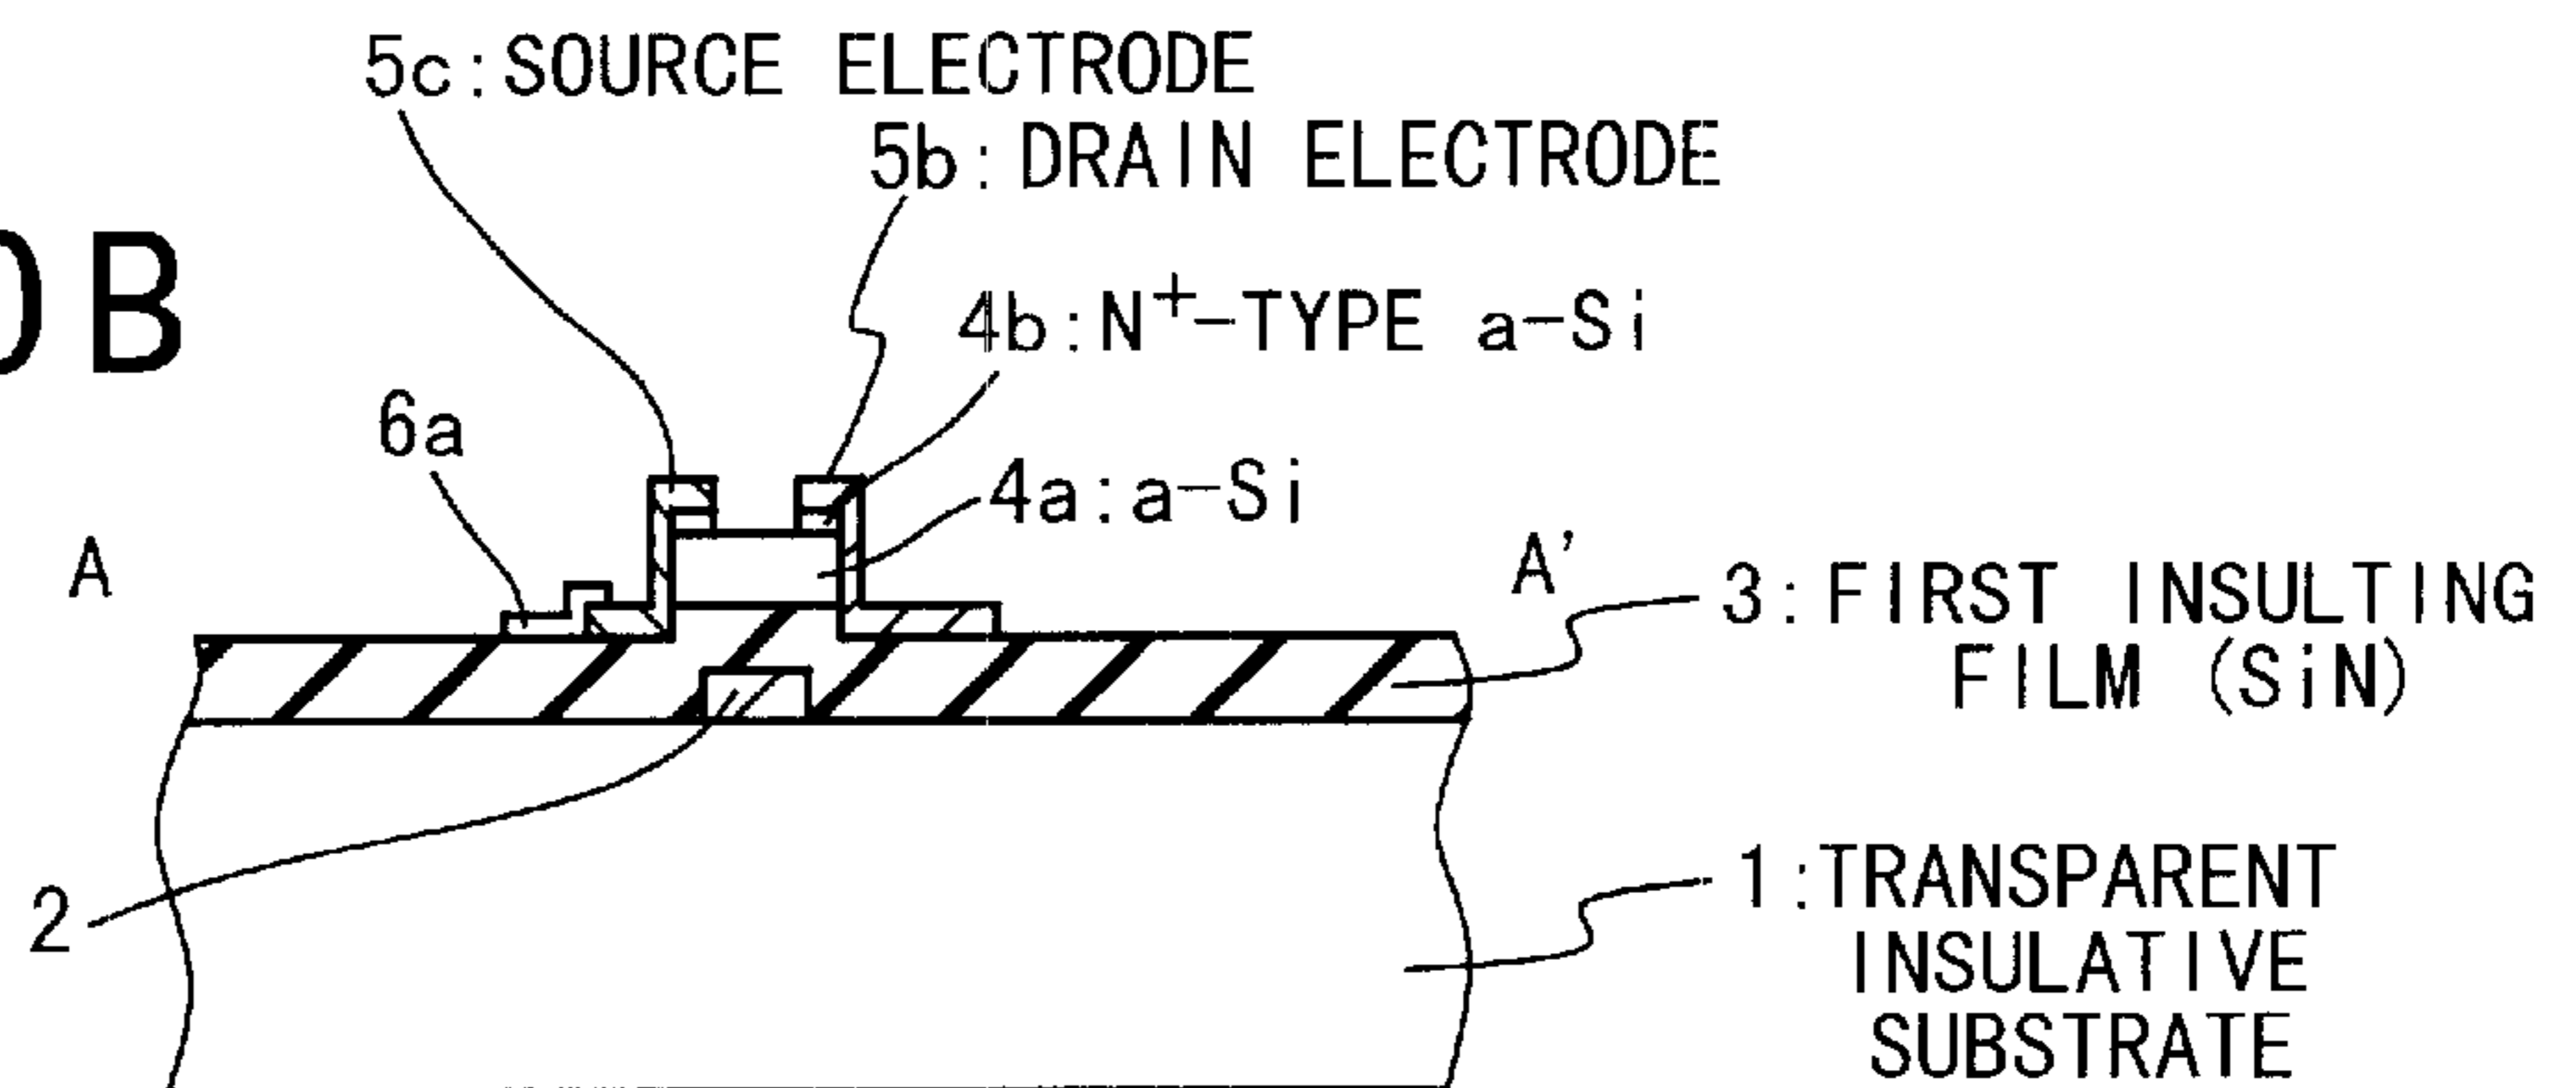 5c:SOURCE ELECTRODE
5b:DRAIN ELECTRODE
0B
4b:N⁺-TYPE a-Si
6a
4a:a-Si
A
A'
3:FIRST INSULTING
FILM (SiN)
2
1:TRANSPARENT
INSULATIVE
SUBSTRATE